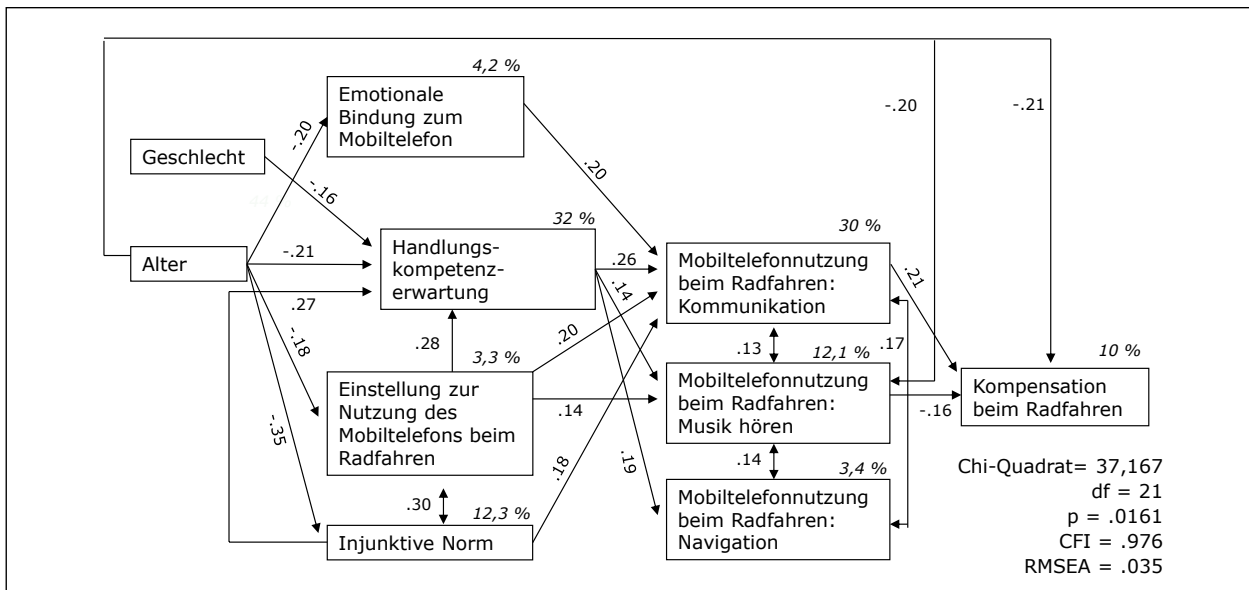 4,2 %
Emotionale
Bindung zum
Mobiltelefon
-.20
-.21
Geschlecht
-.20
-.16
.20
32 %
30 %
Alter
-.21
Handlungs-
kompetenz-
erwartung
.26
Mobiltelefonnutzung
beim Radfahren:
Kommunikation
.21
.27
.14
-.18
.28
.20
.13
.17
3,3 %
12,1 %
10 %
Einstellung zur
Nutzung des
Mobiltelefons beim
Radfahren
.14
Mobiltelefonnutzung
beim Radfahren:
Musik hören
-.16
Kompensation
beim Radfahren
-.35
.18
.19
.14
3,4 %
.30
12,3 %
Injunktive Norm
Mobiltelefonnutzung
beim Radfahren:
Navigation
Chi-Quadrat= 37,167
df = 21
p = .0161
CFI = .976
RMSEA = .035